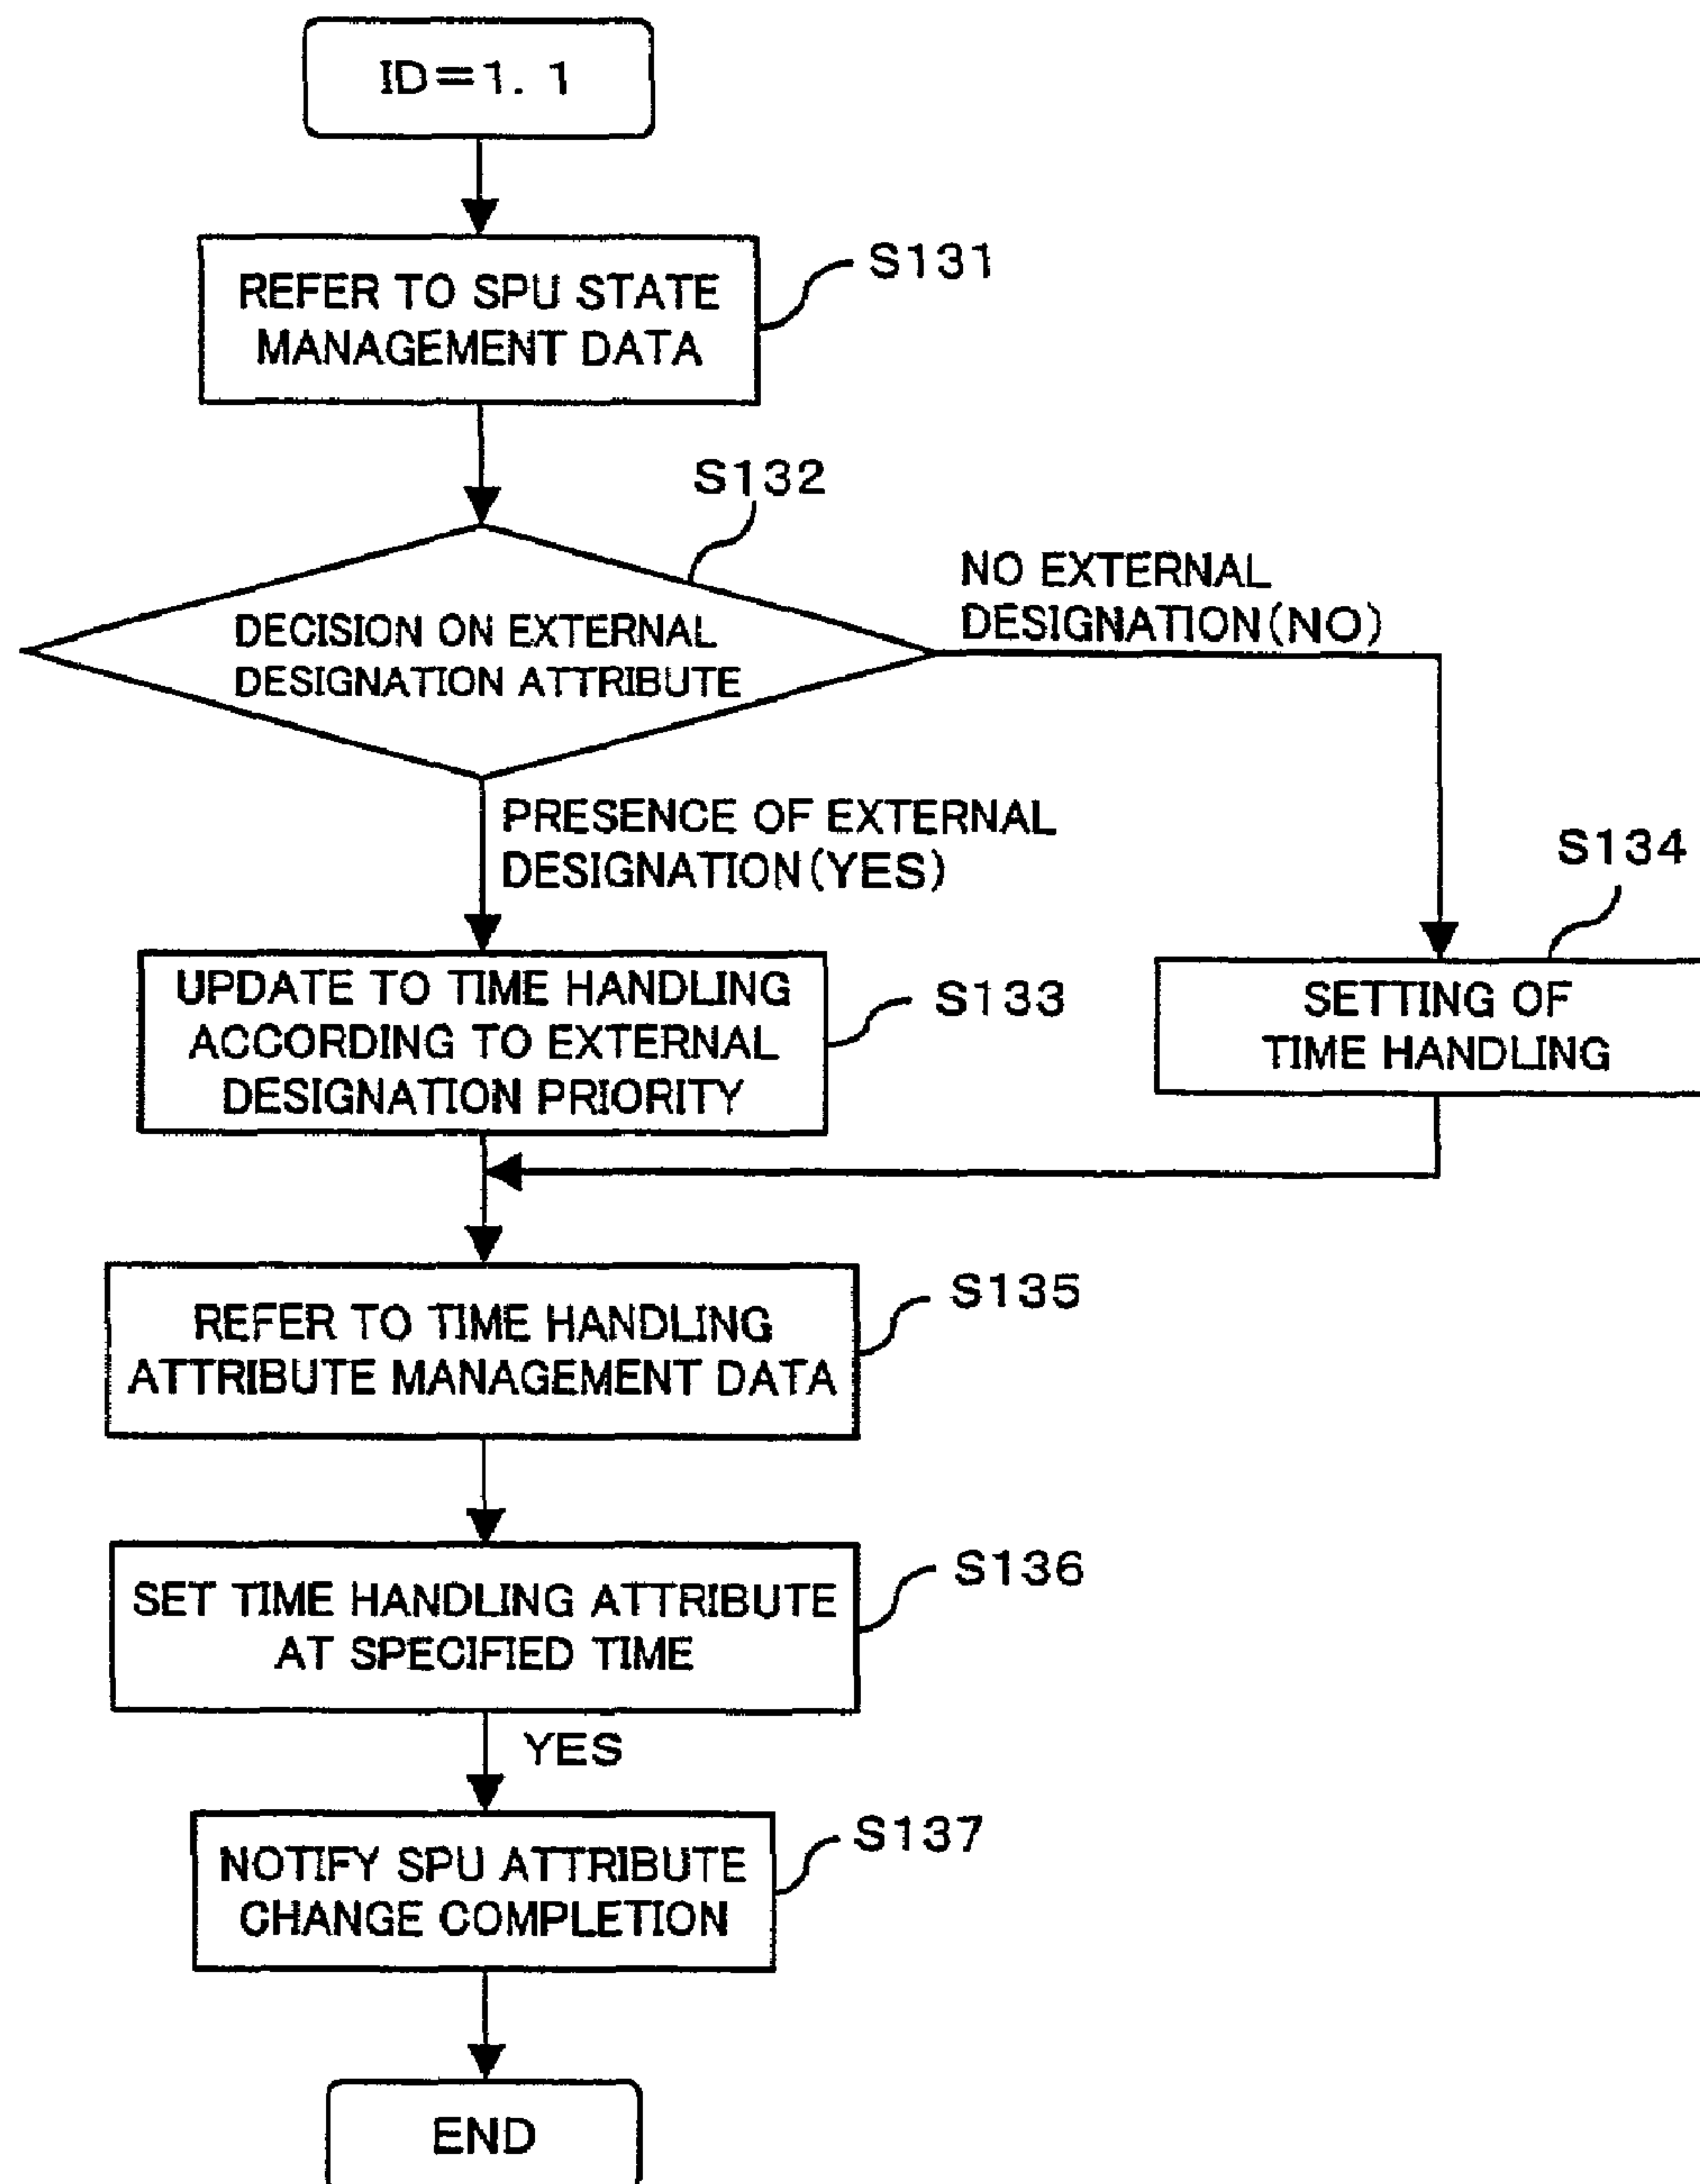 ID=1. 1
REFER TO SPU STATE
MANAGEMENT DATA
S131
S132
DECISION ON EXTERNAL
DESIGNATION ATTRIBUTE
NO EXTERNAL
DESIGNATION(NO)
PRESENCE OF EXTERNAL
DESIGNATION(YES)
UPDATE TO TIME HANDLING
ACCORDING TO EXTERNAL
DESIGNATION PRIORITY
S133
S134
SETTING OF
TIME HANDLING
REFER TO TIME HANDLING
ATTRIBUTE MANAGEMENT DATA
S135
SET TIME HANDLING ATTRIBUTE
AT SPECIFIED TIME
S136
YES
NOTIFY SPU ATTRIBUTE
CHANGE COMPLETION
S137
END